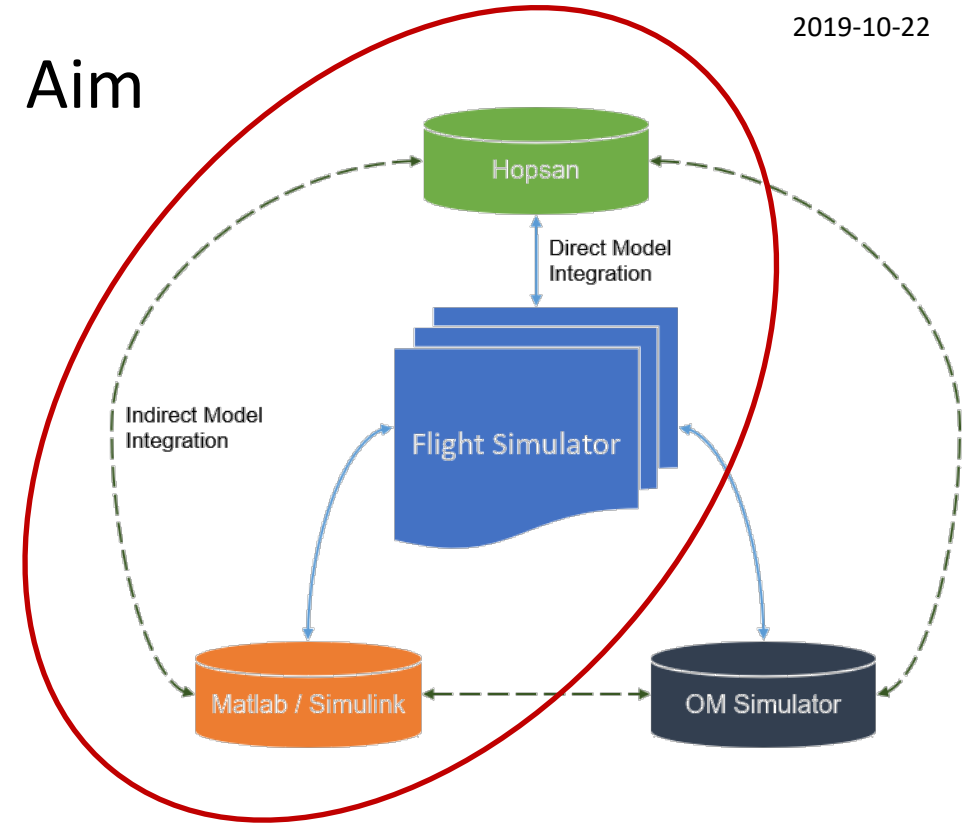 2019-10-22
Aim
Hopsan
Direct Model
Integration
Indirect Model
Integration
Flight Simulator
Matlab / Simulink
OM Simulator